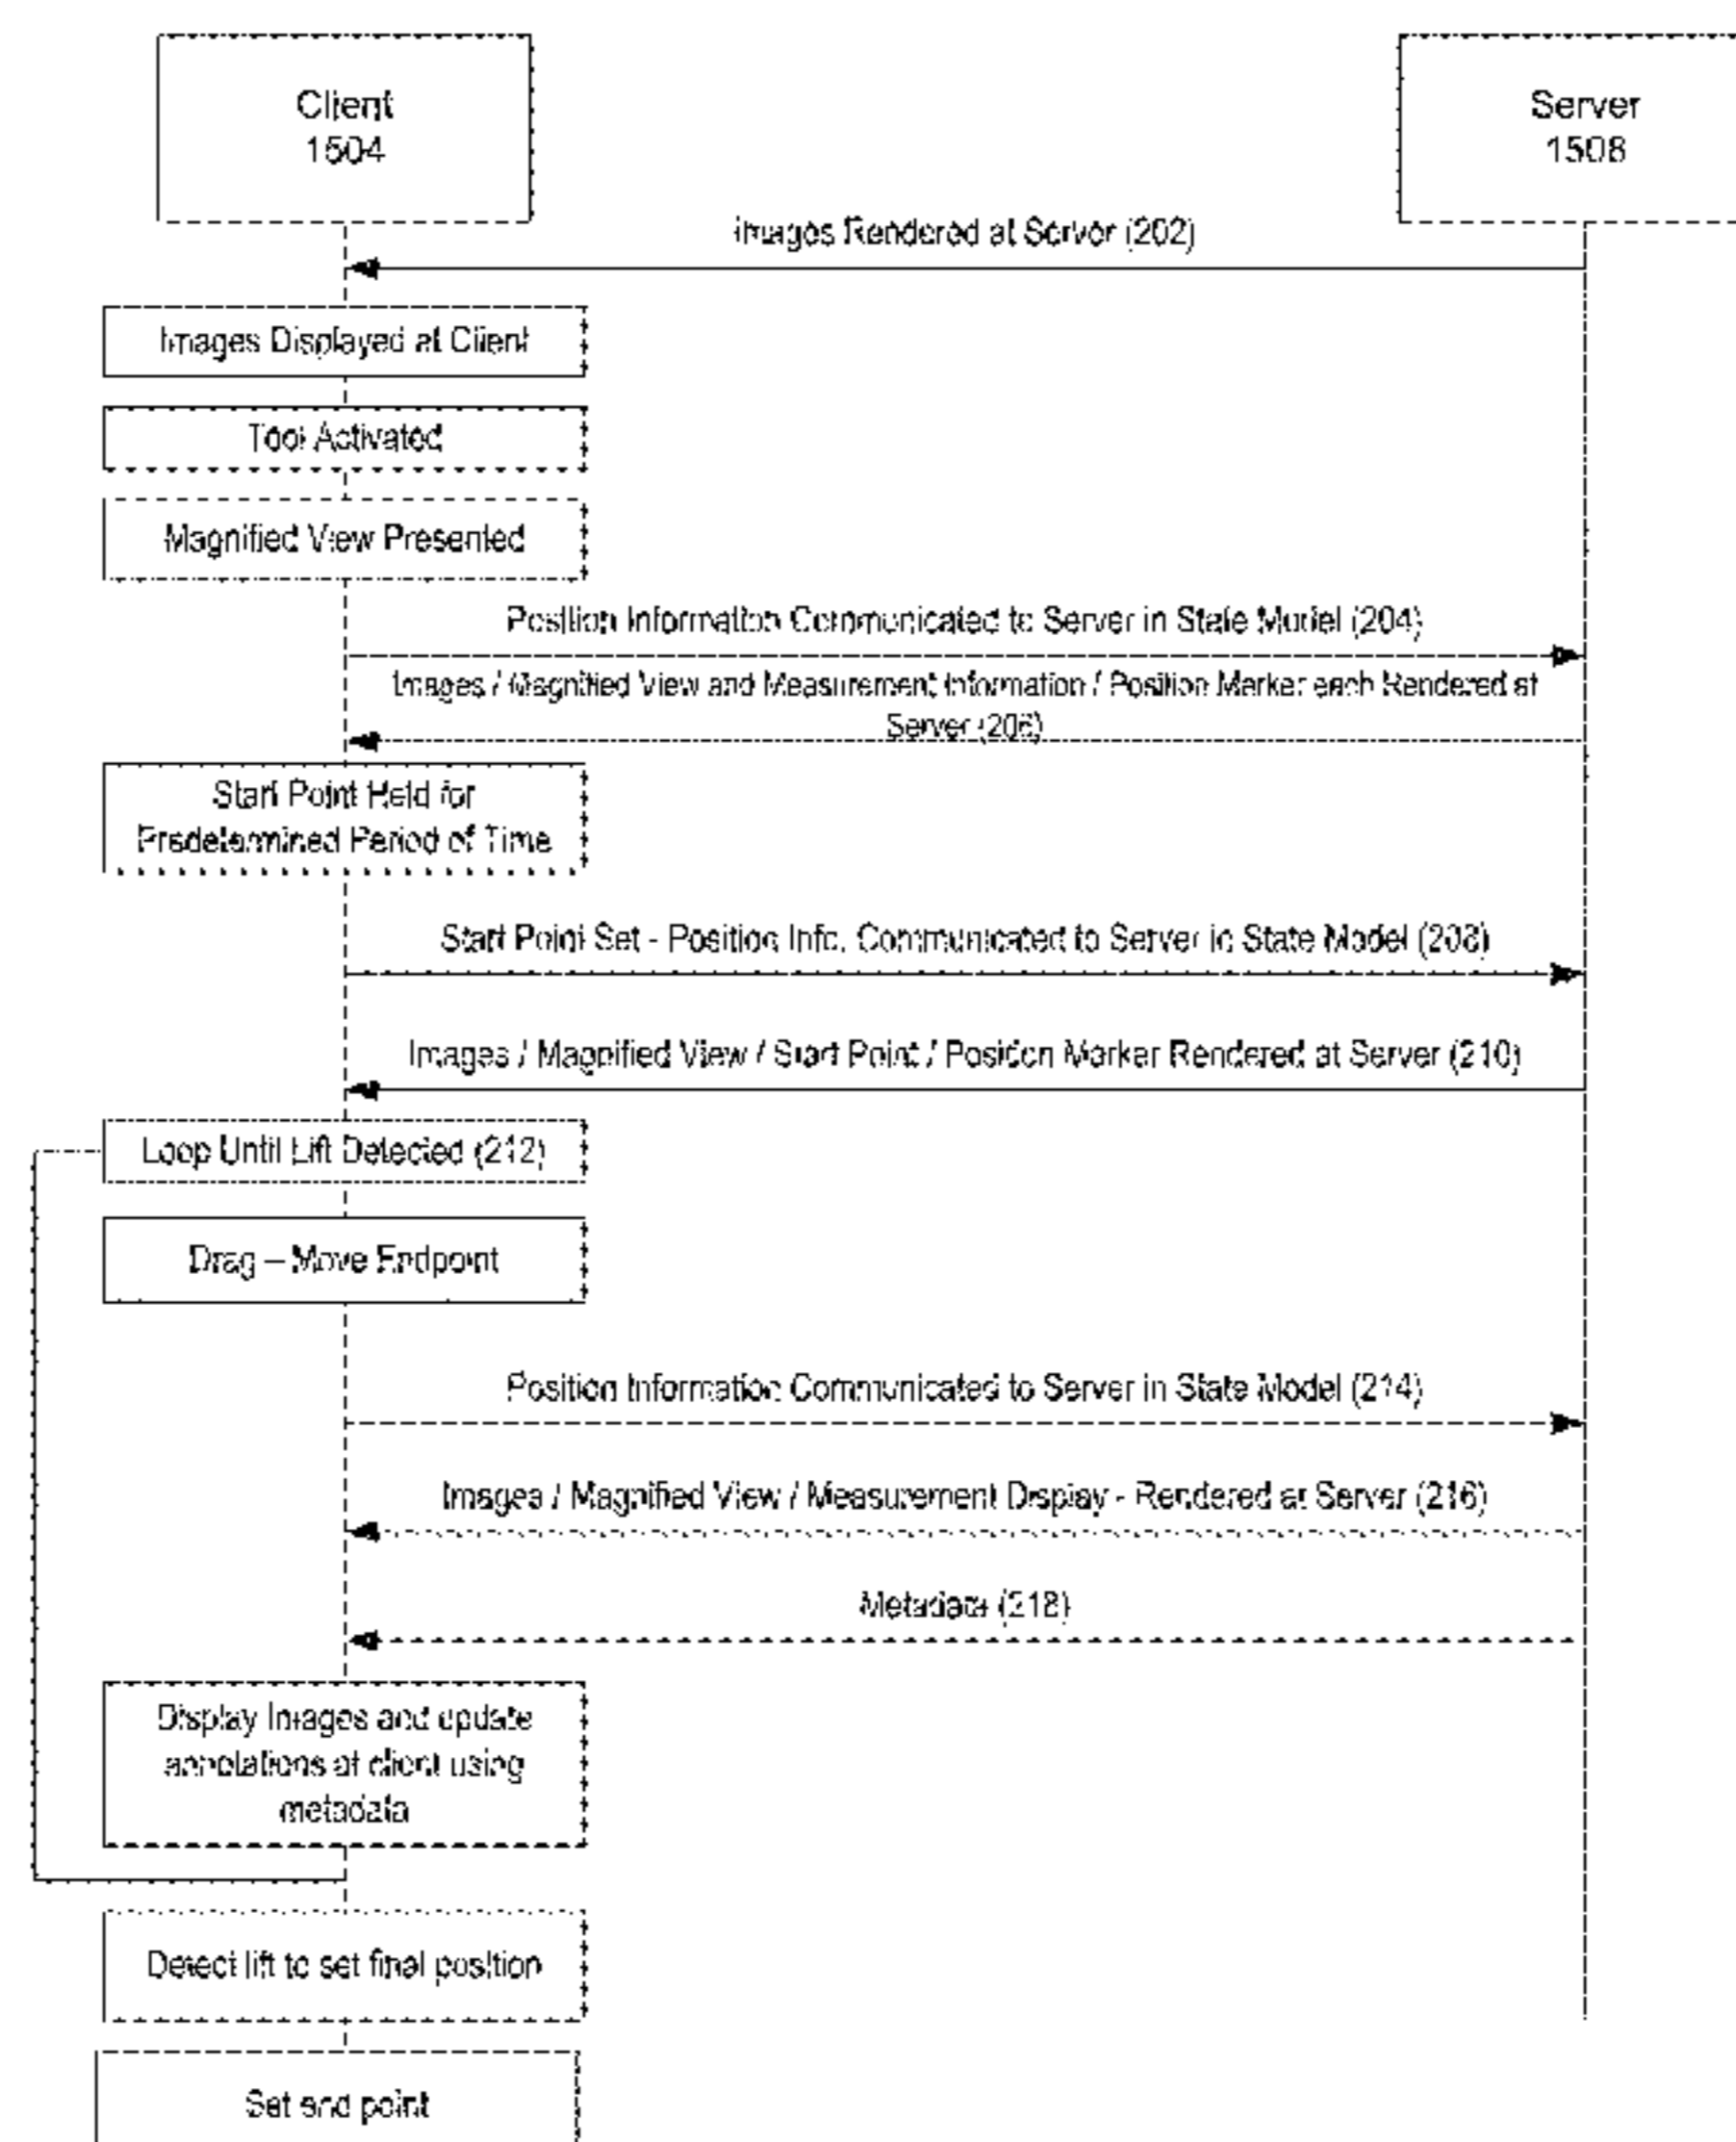 Client
1504
Server
1508
Images Rendered at Server (202)
Images Displayed at Client
Tool Activated
Magnified View Presented
Position Information Communicated to Server in State Model (204)
Images / Magnified View and Measurement Information / Position Marker each Rendered at
Server (206)
Start Point Held for
Predetermined Period of Time
Start Point Set - Position Info. Communicated to Server in State Model (208)
Images / Magnified View / Start Point / Position Marker Rendered at Server (210)
Loop Until Lift Detected (212)
Drag – Move Endpoint
Position Information Communicated to Server in State Model (214)
Images / Magnified View / Measurement Display - Rendered at Server (216)
Metadata (218)
Display Images and update
annotations at client using
metadata
Detect lift to set final position
Set end point